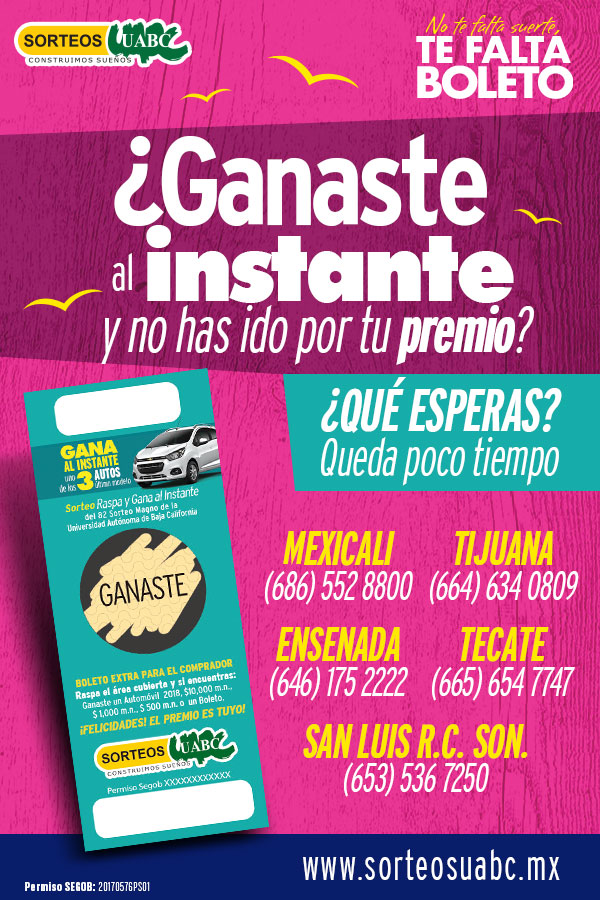 SORTEOS UABC
CONSTRUIMOS SUEÑOS
No te falta suerte,
TE FALTA
BOLETO
¿Ganaste
al instante
y no has ido por tu premio?
¿QUÉ ESPERAS?
Queda poco tiempo
GANA
AL INSTANTE
uno de los 3 AUTOS
último modelo
Sorteo Raspa y Gana al Instante
del 82 Sorteo Magno de la
Universidad Autónoma de Baja California
GANASTE
BOLETO EXTRA PARA EL COMPRADOR
Raspe el área cubierta y si encuentras:
Ganaste un Automóvil 2018, $10,000 m.n.,
$1,000 m.n., $ 500 m.n. o un Boleto.
¡FELICIDADES! EL PREMIO ES TUYO!
SORTEOS UABC
CONSTRUIMOS SUEÑOS
Permiso Segob XXXXXXXXXXXX
MEXICALI
(686) 552 8800
TIJUANA
(664) 634 0809
ENSENADA
(646) 175 2222
TECATE
(665) 654 7747
SAN LUIS R.C. SON.
(653) 536 7250
www.sorteosuabc.mx
Permiso SEGOB: 20170576PS01